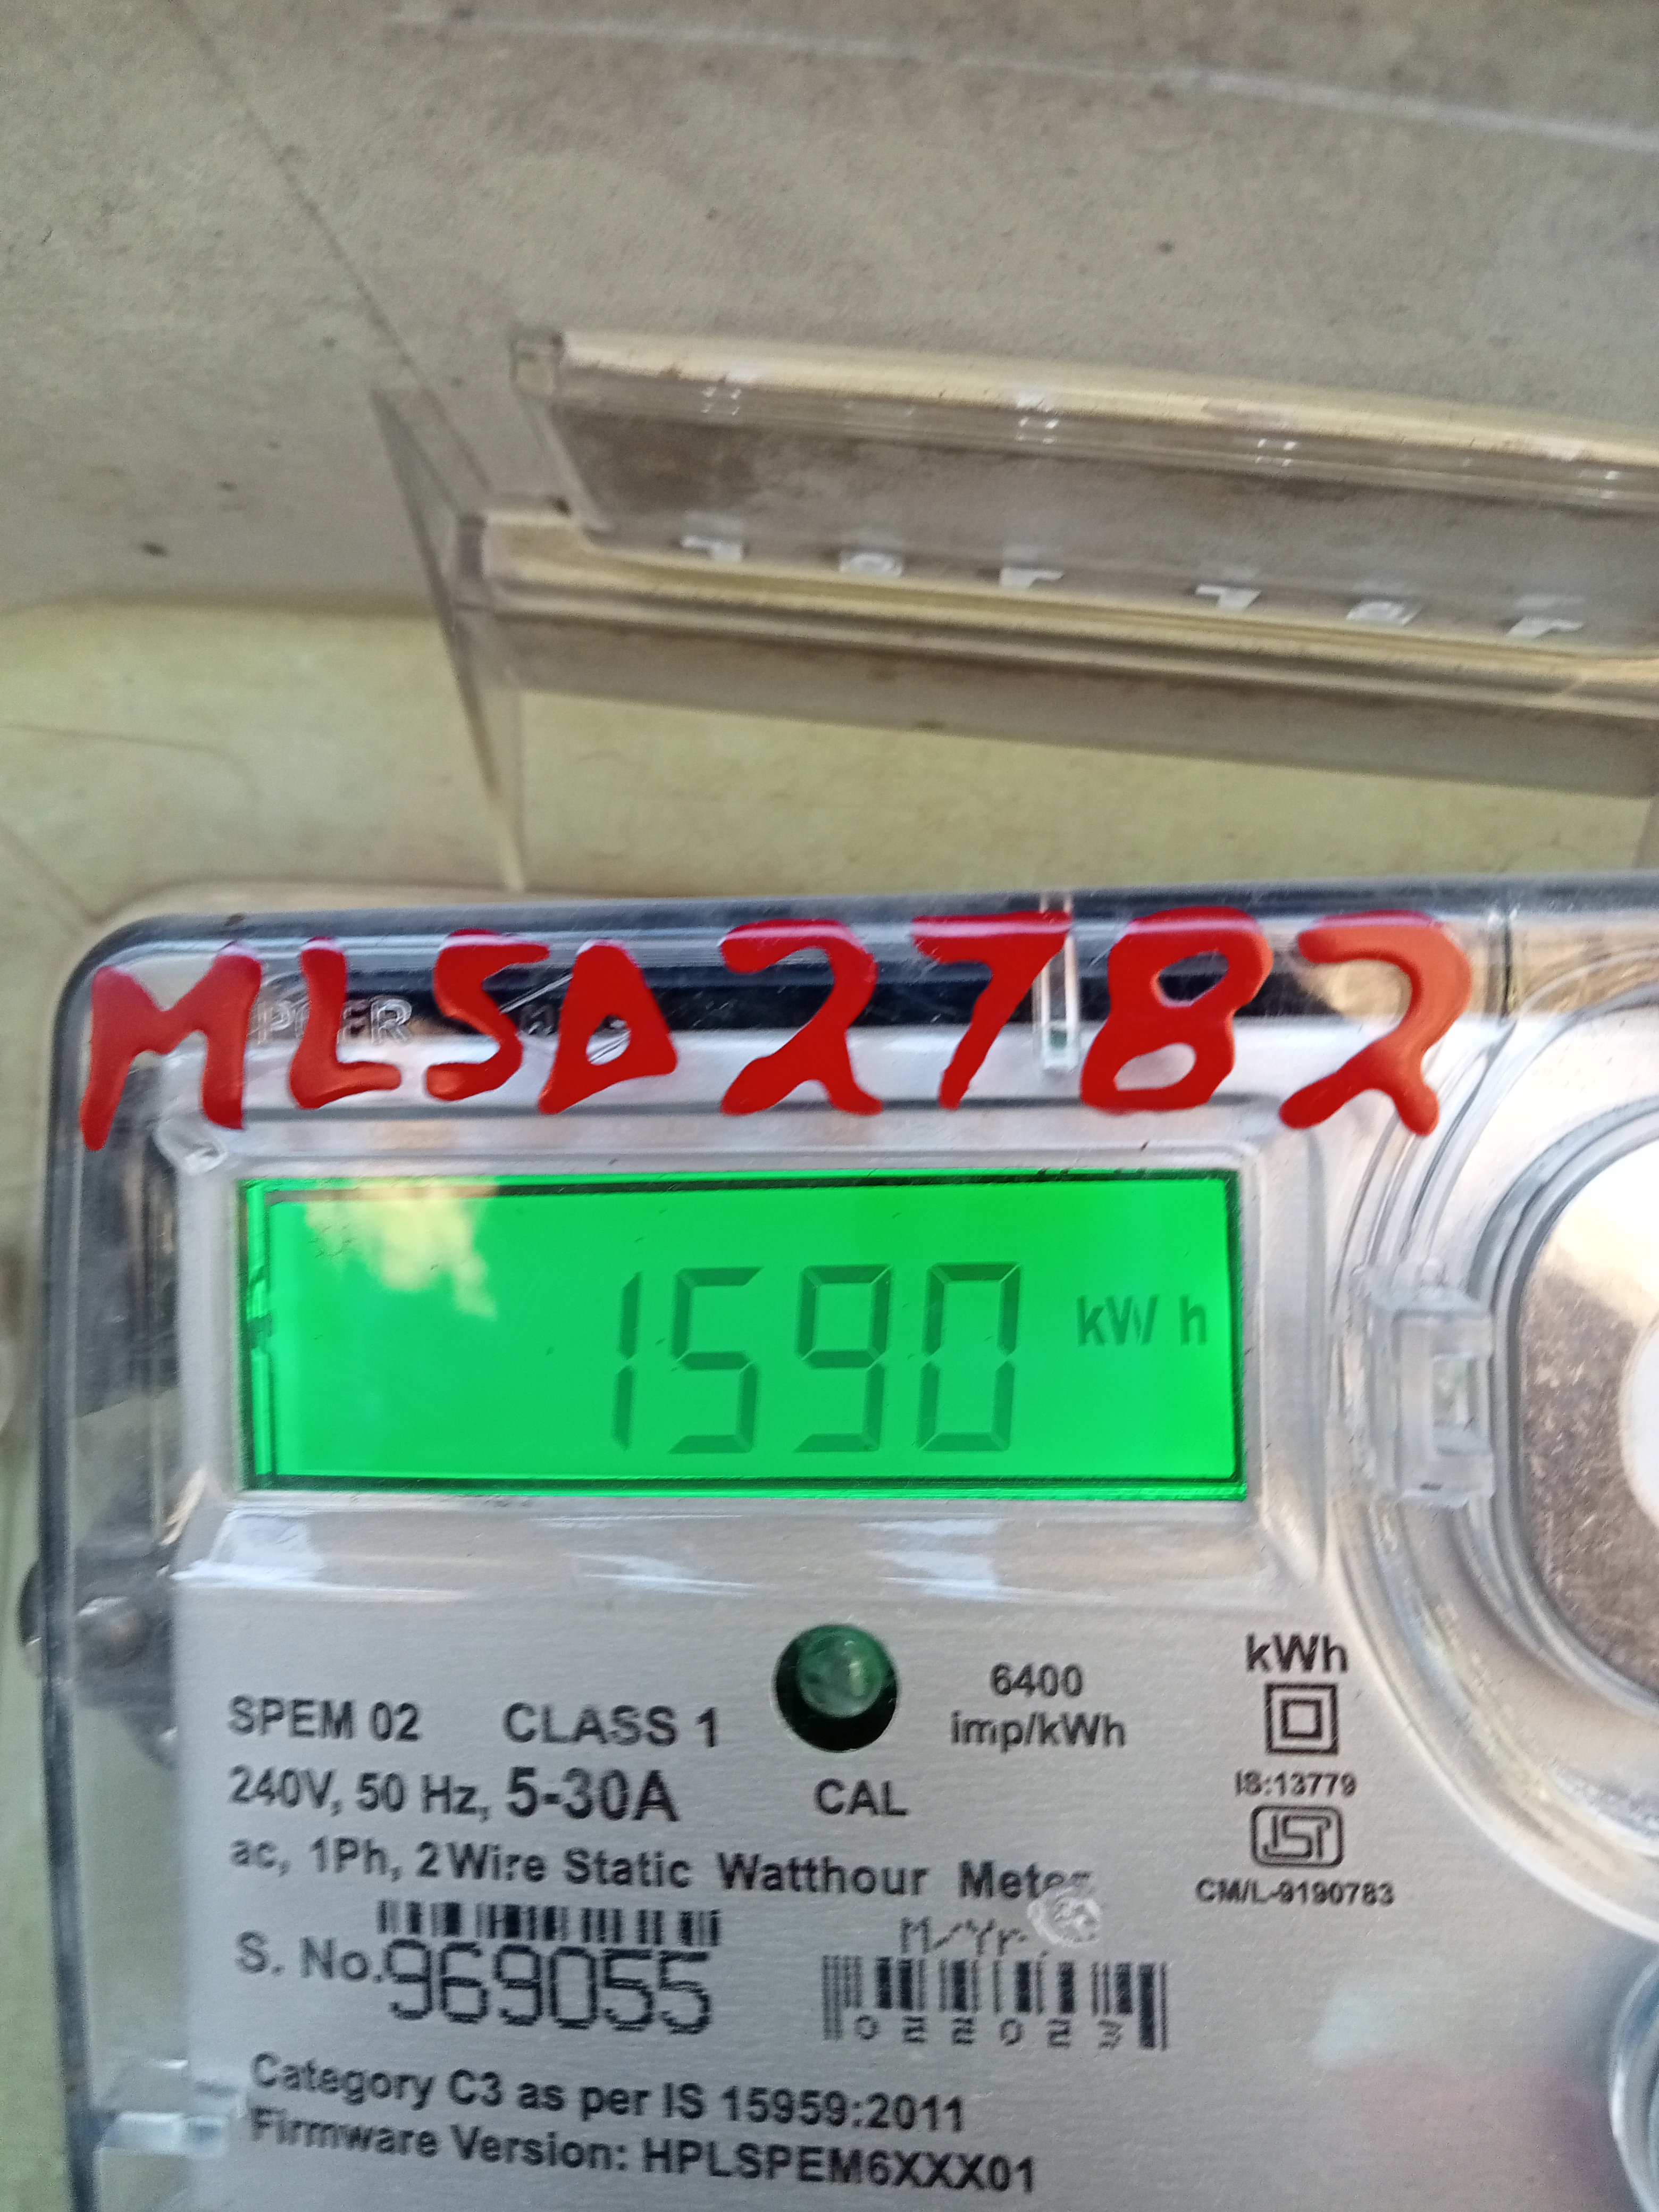 MLSD2782
1590 kWh
6400
imp/kWh
kWh
SPEM 02 CLASS 1
240V, 50 Hz, 5-30A
CAL
IS:13779
ac, 1Ph, 2Wire Static Watthour Meter
CM/L-9190783
S. No. 969055
M/Yr.
022023
Category C3 as per IS 15959:2011
Firmware Version: HPLSPEM6XXX01